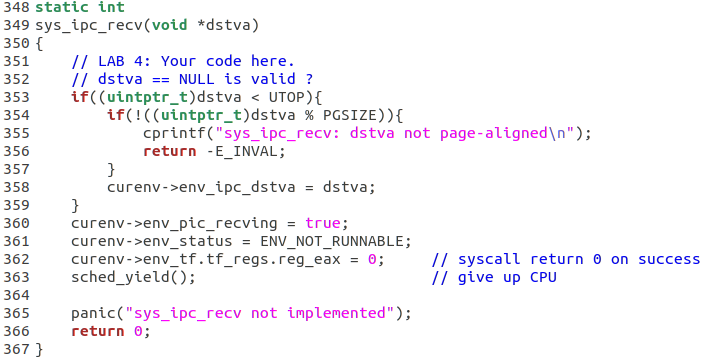 348 static int
349 sys_ipc_recv(void *dstva)
350 {
351     // LAB 4: Your code here.
352     // dstva == NULL is valid ?
353     if((uintptr_t)dstva < UTOP){
354         if(!((uintptr_t)dstva % PGSIZE)){
355             cprintf("sys_ipc_recv: dstva not page-aligned\n");
356             return -E_INVAL;
357         }
358         curenv->env_ipc_dstva = dstva;
359     }
360     curenv->env_pic_recving = true;
361     curenv->env_status = ENV_NOT_RUNNABLE;
362     curenv->env_tf.tf_regs.reg_eax = 0;     // syscall return 0 on success
363     sched_yield();                          // give up CPU
364
365     panic("sys_ipc_recv not implemented");
366     return 0;
367 }